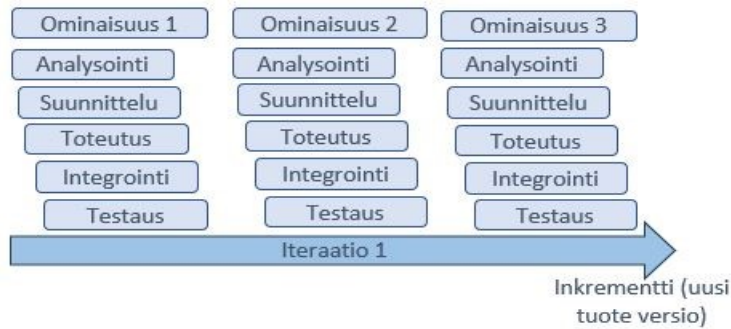 Ominaisuus 1
Analysointi
Suunnittelu
Toteutus
Integrointi
Testaus
Ominaisuus 2
Analysointi
Suunnittelu
Toteutus
Integrointi
Testaus
Ominaisuus 3
Analysointi
Suunnittelu
Toteutus
Integrointi
Testaus
Iteraatio 1
Inkrementti (uusi
tuote versio)